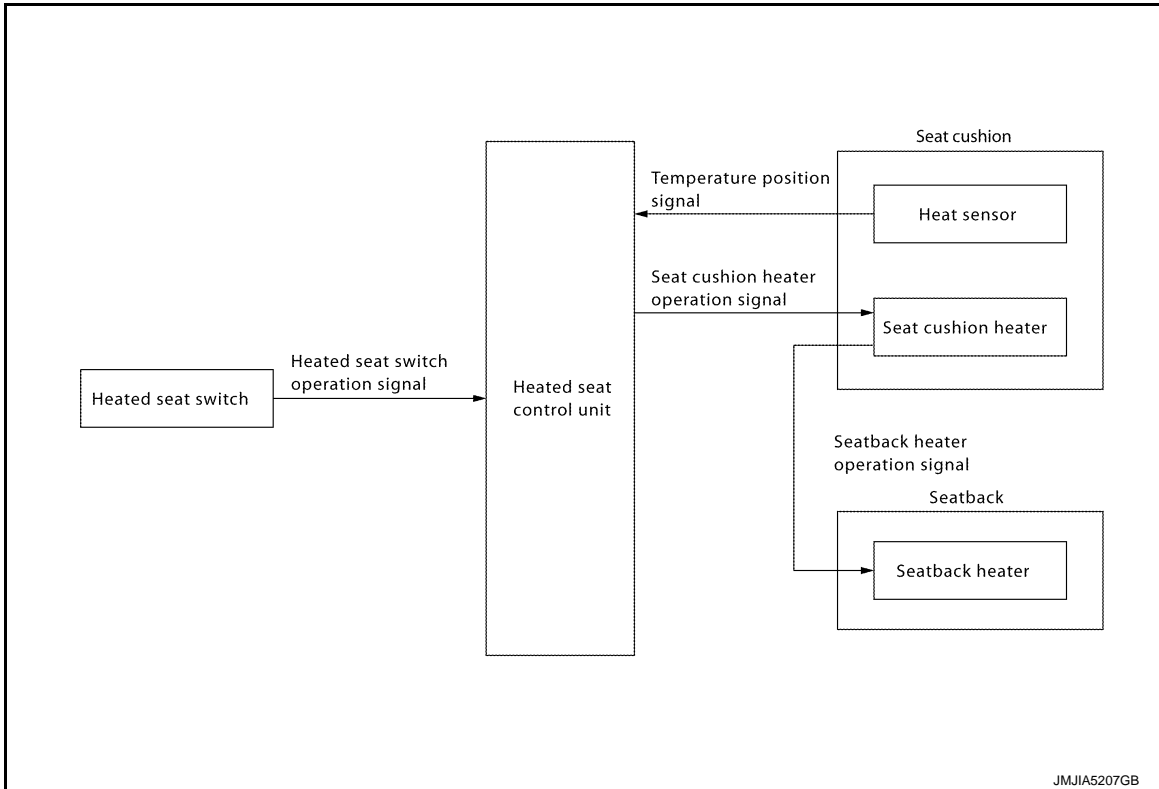 Seat cushion
Temperature position
signal
Heat sensor
Seat cushion heater
operation signal
Seat cushion heater
Heated seat switch
operation signal
Heated seat switch
Heated seat
control unit
Seatback heater
operation signal
Seatback
Seatback heater
JMJIA5207GB